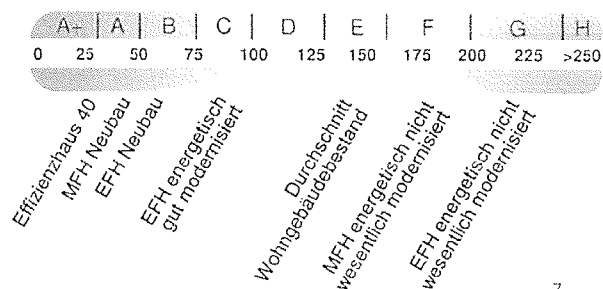 A+ | A | B | C | D | E | F | G | H
0 25 50 75 100 125 150 175 200 225 >250
Effizienzhaus 40
MFH Neubau
EFH Neubau
EFH energetisch
gut modernisiert
Durchschnitt
Wohngebäudebestand
MFH energetisch nicht
wesentlich modernisiert
EFH energetisch nicht
wesentlich modernisiert
7